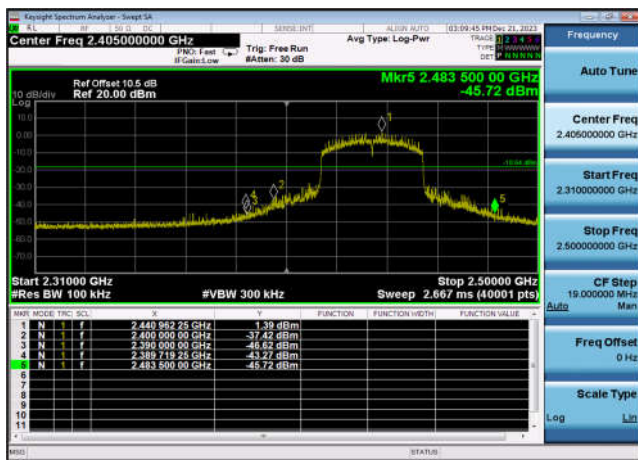 Keysight Spectrum Analyzer - Swept SA
RL RF 50 Ω DC SENSE:INT ALIGN AUTO 03:09:45 PM Dec 21, 2023
Center Freq 2.405000000 GHz
PNO: Fast
IFGain:Low
Trig: Free Run
#Atten: 30 dB
Avg Type: Log-Pwr
TRACE 1 2 3 4 5 6
TYPE M W W W W W
DET P N N N N N
Frequency
Auto Tune
Center Freq
2.405000000 GHz
Start Freq
2.310000000 GHz
Stop Freq
2.500000000 GHz
CF Step
19.000000 MHz
Auto Man
Freq Offset
0 Hz
Scale Type
Log Lin
Ref Offset 10.5 dB
10 dB/div Ref 20.00 dBm
Log
Mkr5 2.483 500 00 GHz
-45.72 dBm
10.0
0.00
-10.0
-20.0
-30.0
-40.0
-50.0
-60.0
-70.0
1
2
3
4
5
Start 2.31000 GHz Stop 2.50000 GHz
#Res BW 100 kHz #VBW 300 kHz Sweep 2.667 ms (40001 pts)
MKR MODE TRC SCL X Y FUNCTION FUNCTION WIDTH FUNCTION VALUE
1 N 1 f 2.440 962 25 GHz 1.39 dBm
2 N 1 f 2.400 000 00 GHz -37.42 dBm
3 N 1 f 2.390 000 00 GHz -46.62 dBm
4 N 1 f 2.389 719 25 GHz -43.27 dBm
5 N 1 f 2.483 500 00 GHz -45.72 dBm
6
7
8
9
10
11
MSG STATUS